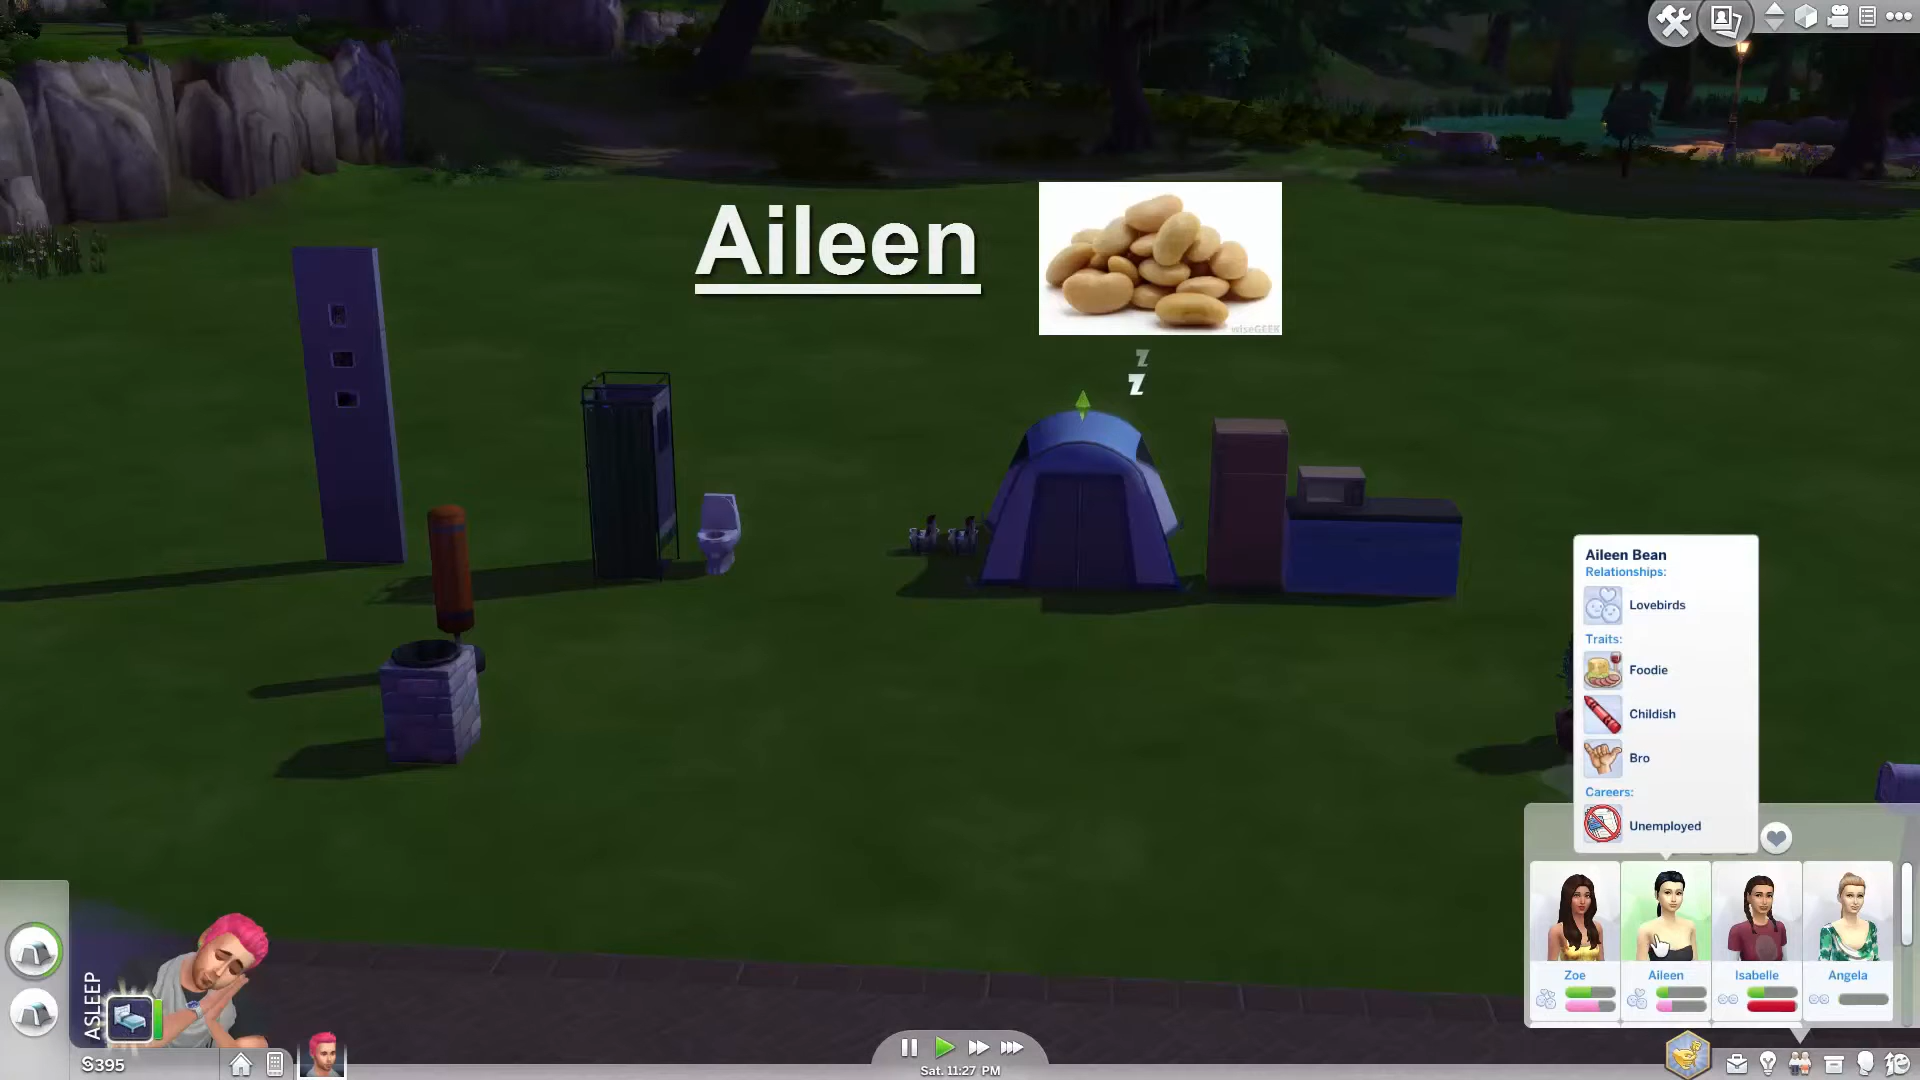 Aileen
wiseGEEK
z
z
Aileen Bean
Relationships:
Lovebirds
Traits:
Foodie
Childish
Bro
Careers:
Unemployed
Zoe
Aileen
Isabelle
Angela
ASLEEP
§395
Sat. 11:27 PM